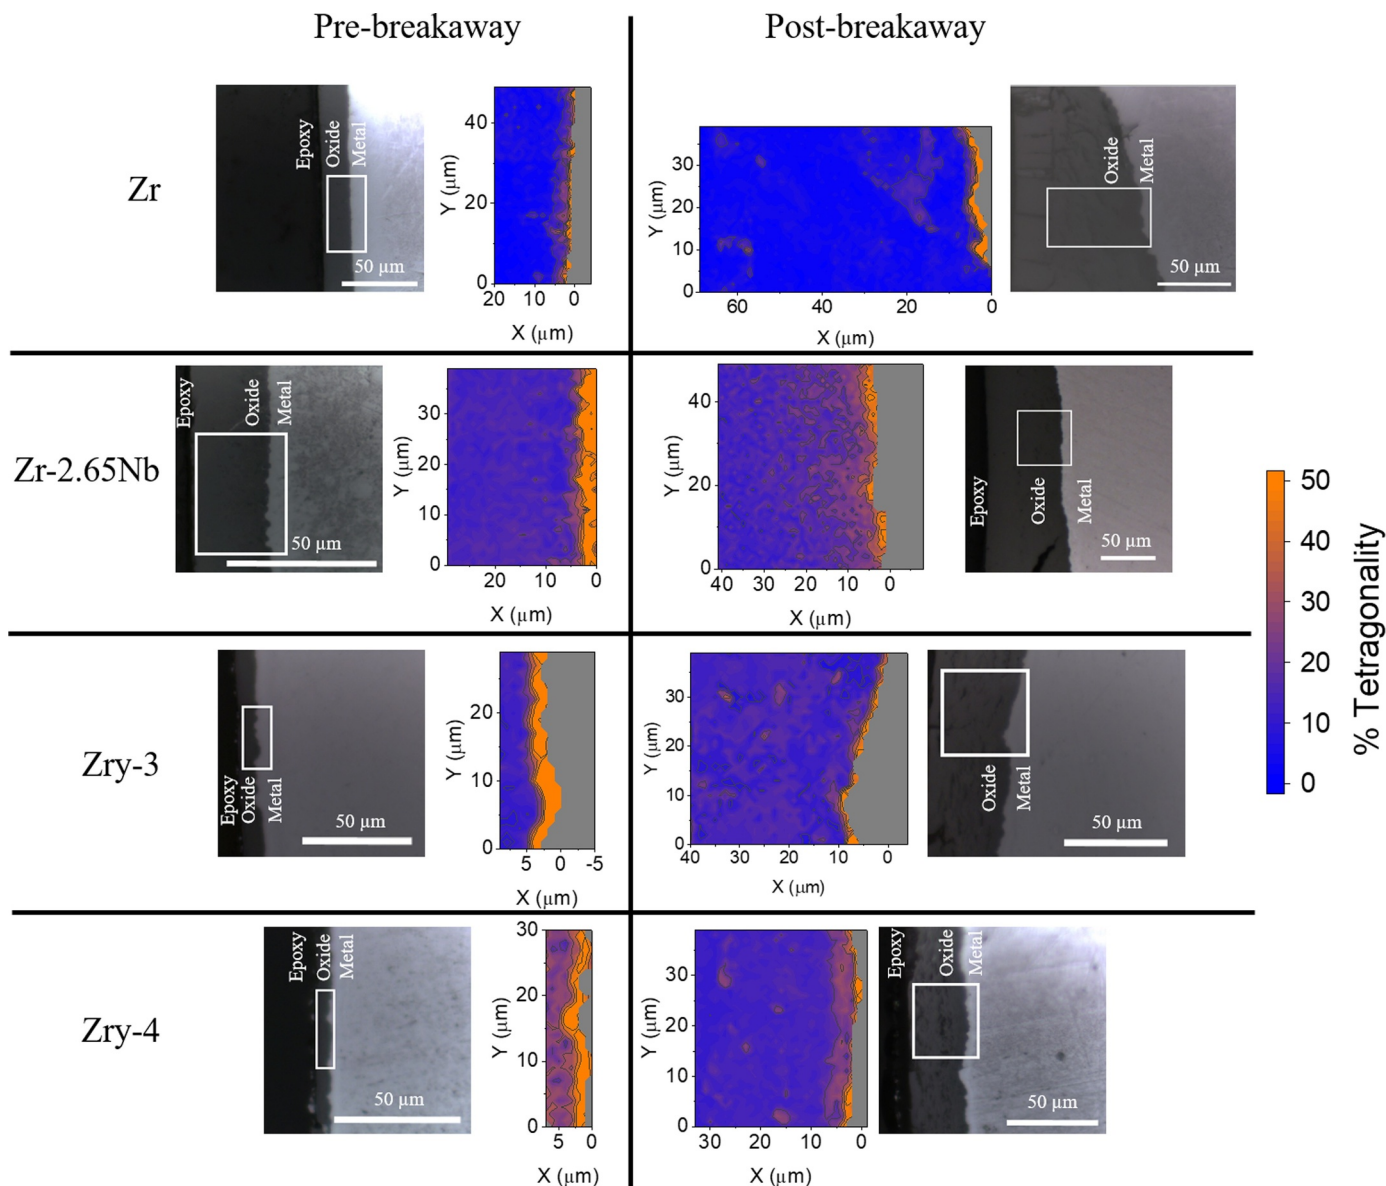 Pre-breakaway
Post-breakaway
Zr
Epoxy
Oxide
Metal
50 µm
40
20
0
Y (µm)
20
10
0
X (µm)
30
20
10
0
Y (µm)
60
40
20
0
X (µm)
Oxide
Metal
50 µm
Zr-2.65Nb
Epoxy
Oxide
Metal
50 µm
30
20
10
0
Y (µm)
20
10
0
X (µm)
40
20
0
Y (µm)
40
30
20
10
0
X (µm)
Epoxy
Oxide
Metal
50 µm
Zry-3
Epoxy
Oxide
Metal
50 µm
20
10
0
Y (µm)
5
0
-5
X (µm)
30
20
10
0
Y (µm)
40
30
20
10
0
X (µm)
Oxide
Metal
50 µm
Zry-4
Epoxy
Oxide
Metal
50 µm
30
20
10
0
Y (µm)
5
0
X (µm)
30
20
10
0
Y (µm)
30
20
10
0
X (µm)
Epoxy
Oxide
Metal
50 µm
50
40
30
20
10
0
% Tetragonality